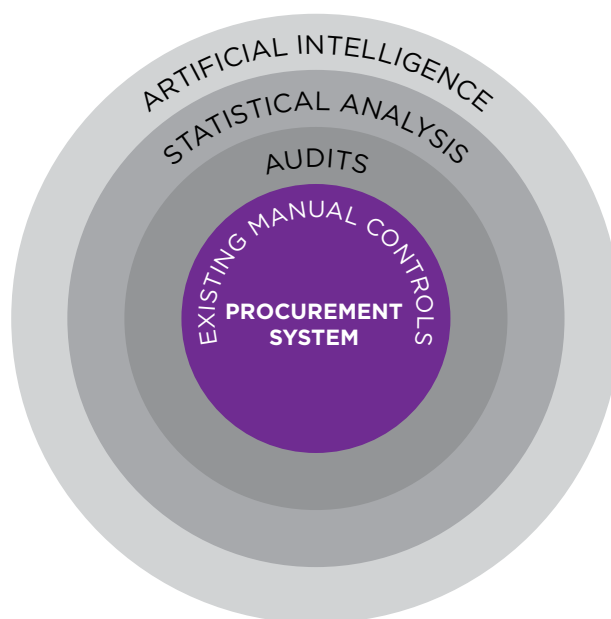 ARTIFICIAL INTELLIGENCE
STATISTICAL ANALYSIS
AUDITS
EXISTING MANUAL CONTROLS
PROCUREMENT
SYSTEM